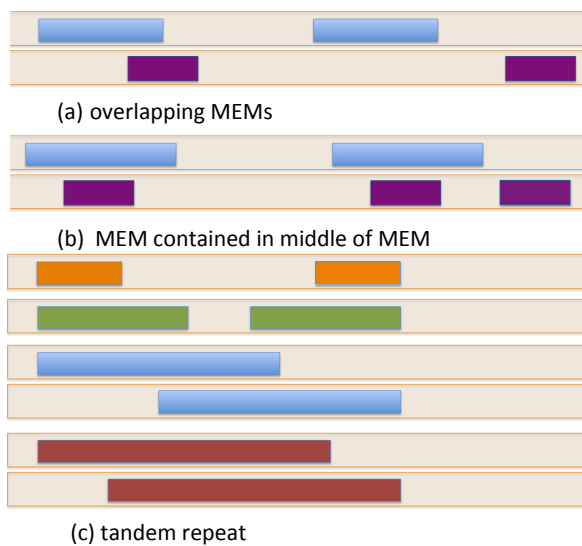 (a) overlapping MEMs
(b) MEM contained in middle of MEM
(c) tandem repeat